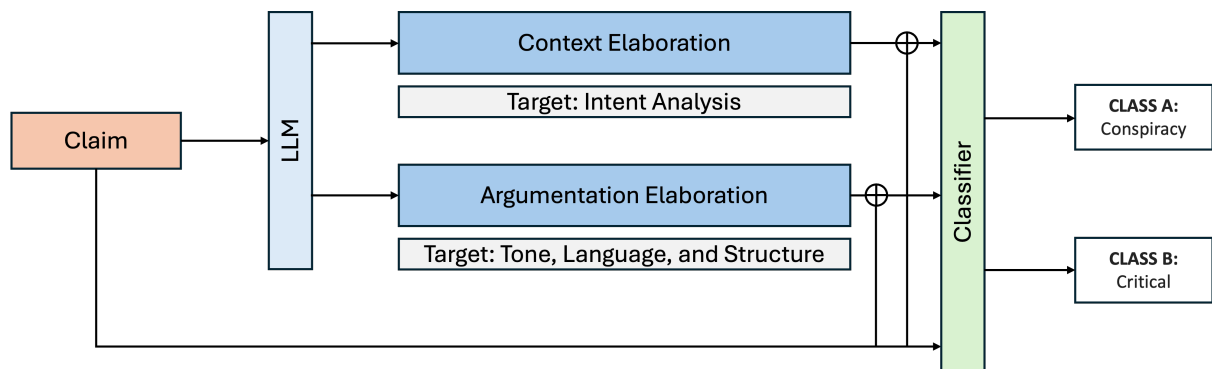 Claim
LLM
Context Elaboration
Target: Intent Analysis
Argumentation Elaboration
Target: Tone, Language, and Structure
Classifier
CLASS A:
Conspiracy
CLASS B:
Critical